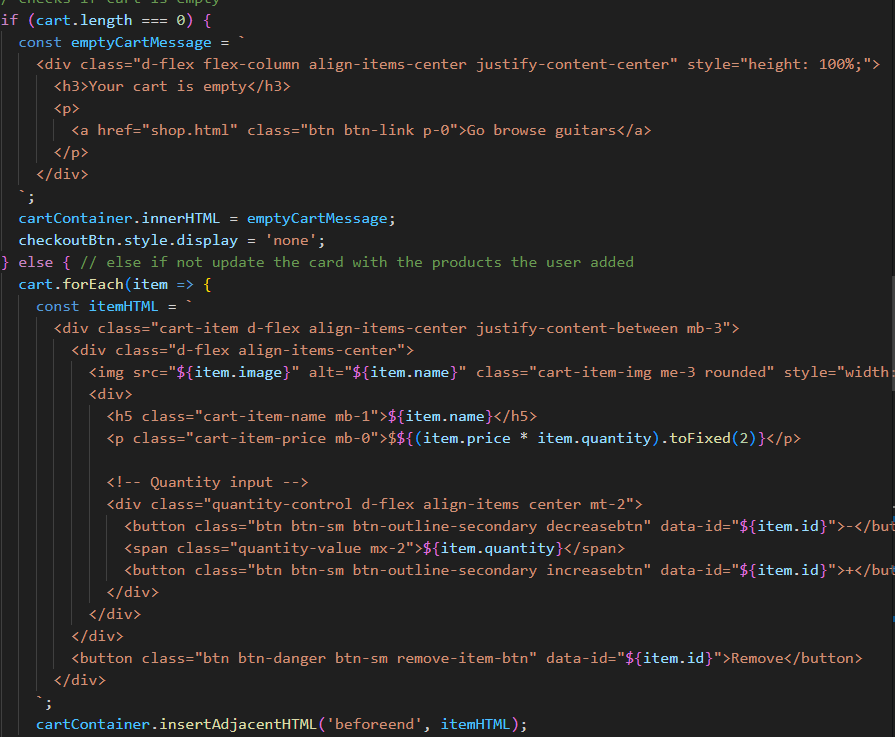 / checks if cart is empty
if (cart.length === 0) {
const emptyCartMessage = `
<div class="d-flex flex-column align-items-center justify-content-center" style="height: 100%;">
<h3>Your cart is empty</h3>
<p>
<a href="shop.html" class="btn btn-link p-0">Go browse guitars</a>
</p>
</div>
`;
cartContainer.innerHTML = emptyCartMessage;
checkoutBtn.style.display = 'none';
} else { // else if not update the card with the products the user added
cart.forEach(item => {
const itemHTML = `
<div class="cart-item d-flex align-items-center justify-content-between mb-3">
<div class="d-flex align-items-center">
<img src="${item.image}" alt="${item.name}" class="cart-item-img me-3 rounded" style="width:
<div>
<h5 class="cart-item-name mb-1">${item.name}</h5>
<p class="cart-item-price mb-0">$${(item.price * item.quantity).toFixed(2)}</p>
<!-- Quantity input -->
<div class="quantity-control d-flex align-items center mt-2">
<button class="btn btn-sm btn-outline-secondary decreasebtn" data-id="${item.id}">-</but
<span class="quantity-value mx-2">${item.quantity}</span>
<button class="btn btn-sm btn-outline-secondary increasebtn" data-id="${item.id}">+</but
</div>
</div>
</div>
<button class="btn btn-danger btn-sm remove-item-btn" data-id="${item.id}">Remove</button>
</div>
`;
cartContainer.insertAdjacentHTML('beforeend', itemHTML);